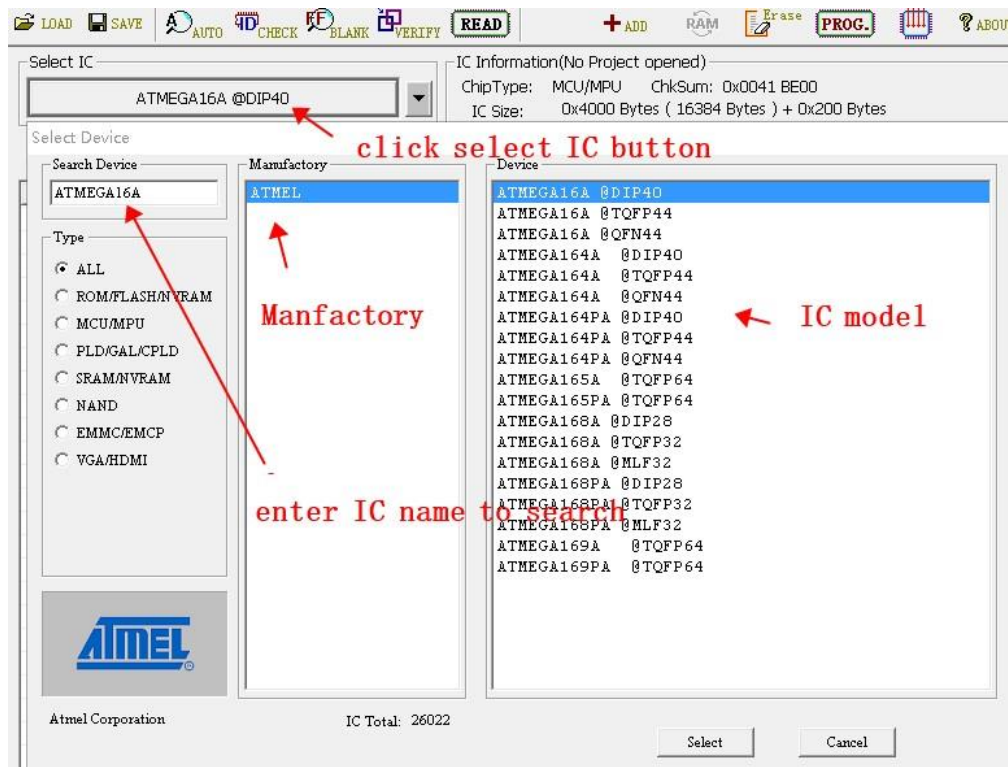 LOAD SAVE AUTO CHECK BLANK VERIFY READ + ADD RAM Erase PROG. ? ABOU
Select IC
ATMEGA16A @DIP40
IC Information(No Project opened)
ChipType: MCU/MPU ChkSum: 0x0041 BE00
IC Size: 0x4000 Bytes ( 16384 Bytes ) + 0x200 Bytes
click select IC button
Select Device
Search Device
ATMEGA16A
Type
ALL
ROM/FLASH/NVRAM
MCU/MPU
PLD/GAL/CPLD
SRAM/NVRAM
NAND
EMMC/EMCP
VGA/HDMI
enter IC name to search
Manufactory
ATMEL
Manfactory
Device
ATMEGA16A @DIP40
ATMEGA16A @TQFP44
ATMEGA16A @QFN44
ATMEGA164A @DIP40
ATMEGA164A @TQFP44
ATMEGA164A @QFN44
ATMEGA164PA @DIP40
ATMEGA164PA @TQFP44
ATMEGA164PA @QFN44
ATMEGA165A @TQFP64
ATMEGA165PA @TQFP64
ATMEGA168A @DIP28
ATMEGA168A @TQFP32
ATMEGA168A @MLF32
ATMEGA168PA @DIP28
ATMEGA168PA @TQFP32
ATMEGA168PA @MLF32
ATMEGA169A @TQFP64
ATMEGA169PA @TQFP64
IC model
ATMEL
Atmel Corporation
IC Total: 26022
Select
Cancel